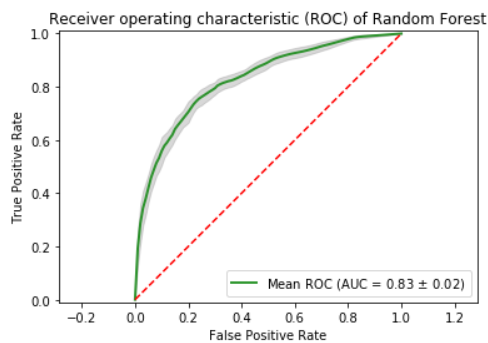 Receiver operating characteristic (ROC) of Random Forest
1.0
0.8
0.6
0.4
0.2
0.0
True Positive Rate
Mean ROC (AUC = 0.83 ± 0.02)
−0.2 0.0 0.2 0.4 0.6 0.8 1.0 1.2
False Positive Rate